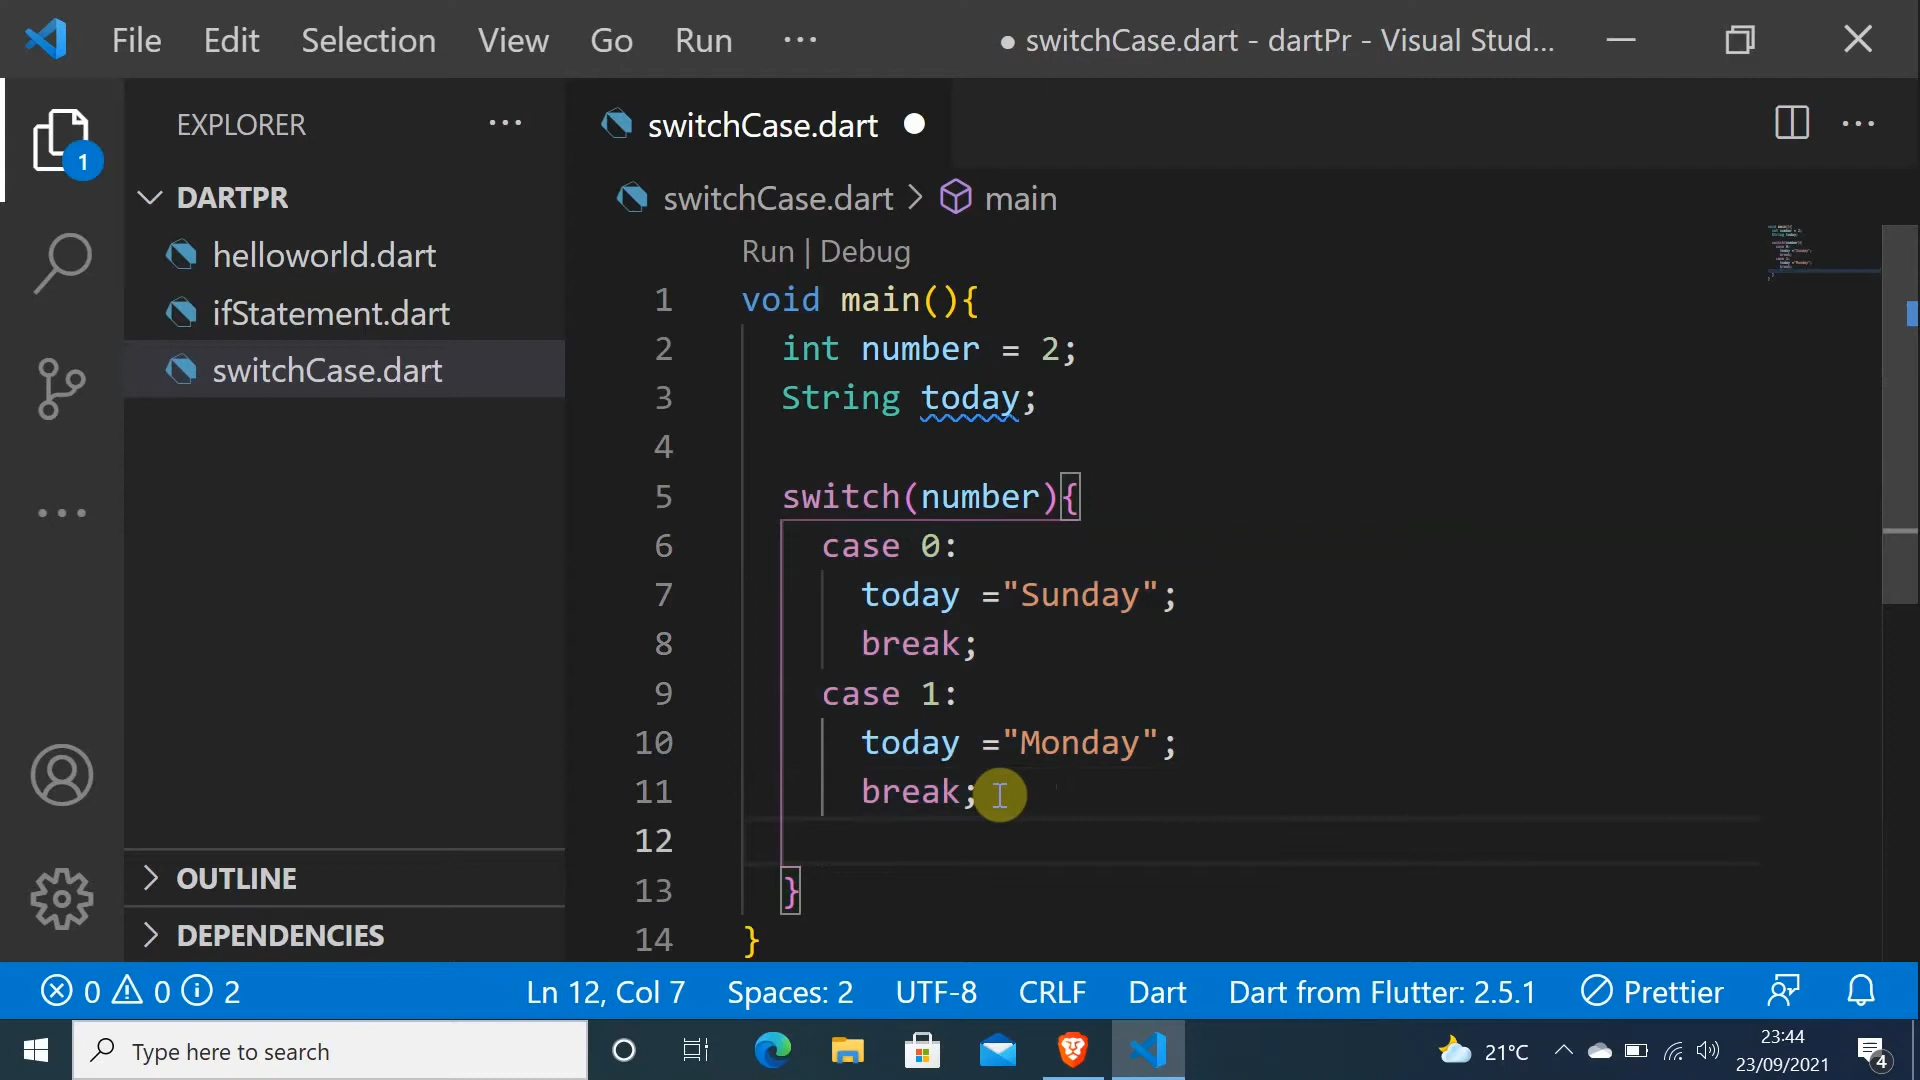 File Edit Selection View Go Run ··· ● switchCase.dart - dartPr - Visual Stud...
EXPLORER ···
switchCase.dart ●
1
DARTPR
switchCase.dart > main
helloworld.dart
ifStatement.dart
switchCase.dart
OUTLINE
DEPENDENCIES
Run | Debug
1 void main(){
2 int number = 2;
3 String today;
4
5 switch(number){
6 case 0:
7 today ="Sunday";
8 break;
9 case 1:
10 today ="Monday";
11 break;
12
13 }
14 }
0 0 2 Ln 12, Col 7 Spaces: 2 UTF-8 CRLF Dart Dart from Flutter: 2.5.1 Prettier
Type here to search
21°C
23:44
23/09/2021
4